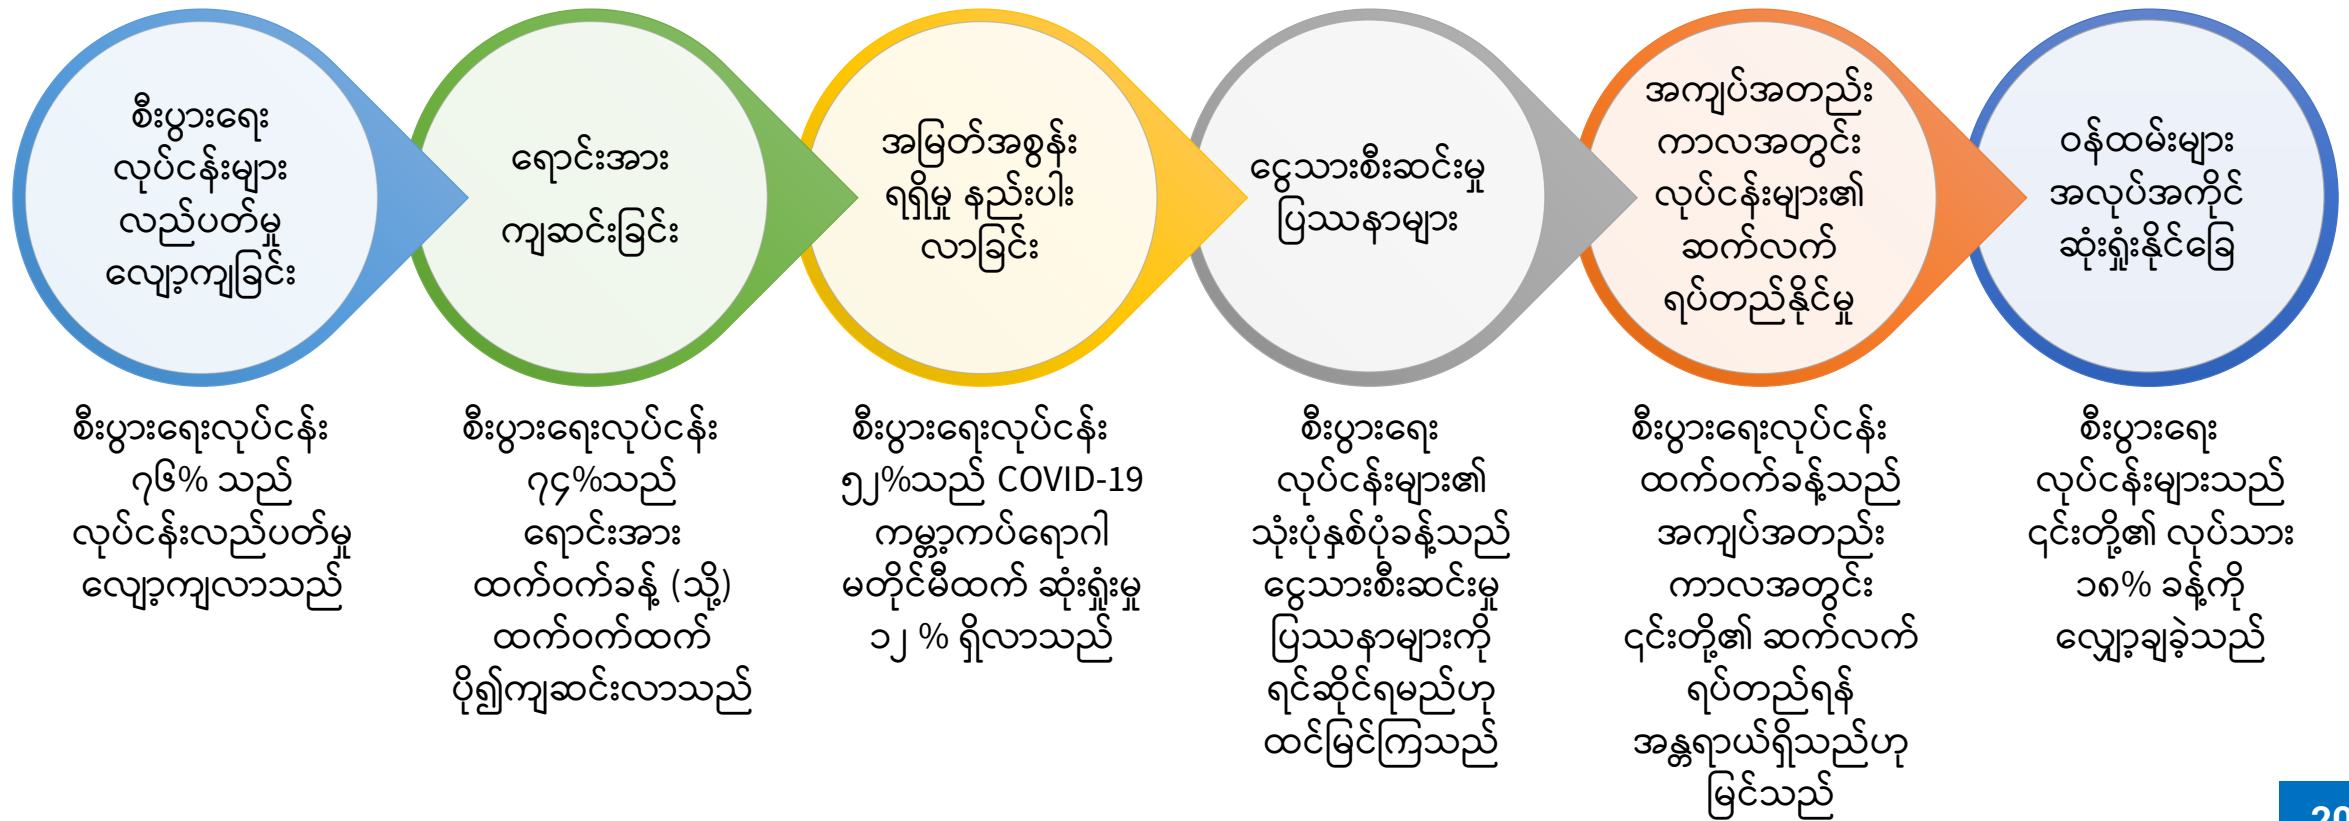 စီးပွားရေး
လုပ်ငန်းများ
လည်ပတ်မှု
လျော့ကျခြင်း
ရောင်းအား
ကျဆင်းခြင်း
အမြတ်အစွန်း
ရရှိမှု နည်းပါး
လာခြင်း
ငွေသားစီးဆင်းမှု
ပြဿနာများ
အကျပ်အတည်း
ကာလအတွင်း
လုပ်ငန်းများ၏
ဆက်လက်
ရပ်တည်နိုင်မှု
ဝန်ထမ်းများ
အလုပ်အကိုင်
ဆုံးရှုံးနိုင်ခြေ
စီးပွားရေးလုပ်ငန်း
၇၆% သည်
လုပ်ငန်းလည်ပတ်မှု
လျော့ကျလာသည်
စီးပွားရေးလုပ်ငန်း
၇၄%သည်
ရောင်းအား
ထက်ဝက်ခန့် (သို့)
ထက်ဝက်ထက်
ပို၍ကျဆင်းလာသည်
စီးပွားရေးလုပ်ငန်း
၅၂%သည် COVID-19
ကမ္ဘာ့ကပ်ရောဂါ
မတိုင်မီထက် ဆုံးရှုံးမှု
၁၂ % ရှိလာသည်
စီးပွားရေး
လုပ်ငန်းများ၏
သုံးပုံနှစ်ပုံခန့်သည်
ငွေသားစီးဆင်းမှု
ပြဿနာများကို
ရင်ဆိုင်ရမည်ဟု
ထင်မြင်ကြသည်
စီးပွားရေးလုပ်ငန်း
ထက်ဝက်ခန့်သည်
အကျပ်အတည်း
ကာလအတွင်း
၎င်းတို့၏ ဆက်လက်
ရပ်တည်ရန်
အန္တရာယ်ရှိသည်ဟု
မြင်သည်
စီးပွားရေး
လုပ်ငန်းများသည်
၎င်းတို့၏ လုပ်သား
၁၈% ခန့်ကို
လျှော့ချခဲ့သည်